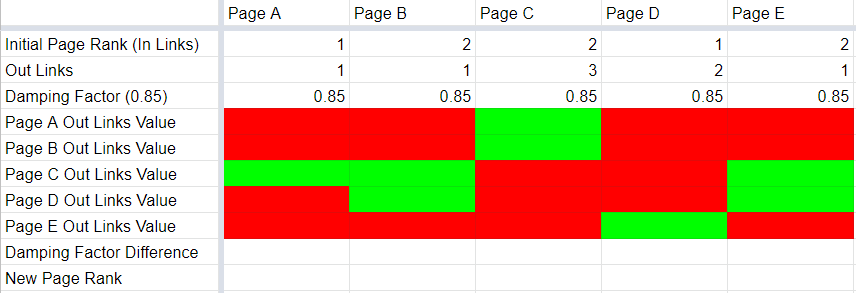 Page A Page B Page C Page D Page E
Initial Page Rank (In Links) 1 2 2 1 2
Out Links 1 1 3 2 1
Damping Factor (0.85) 0.85 0.85 0.85 0.85 0.85
Page A Out Links Value
Page B Out Links Value
Page C Out Links Value
Page D Out Links Value
Page E Out Links Value
Damping Factor Difference
New Page Rank